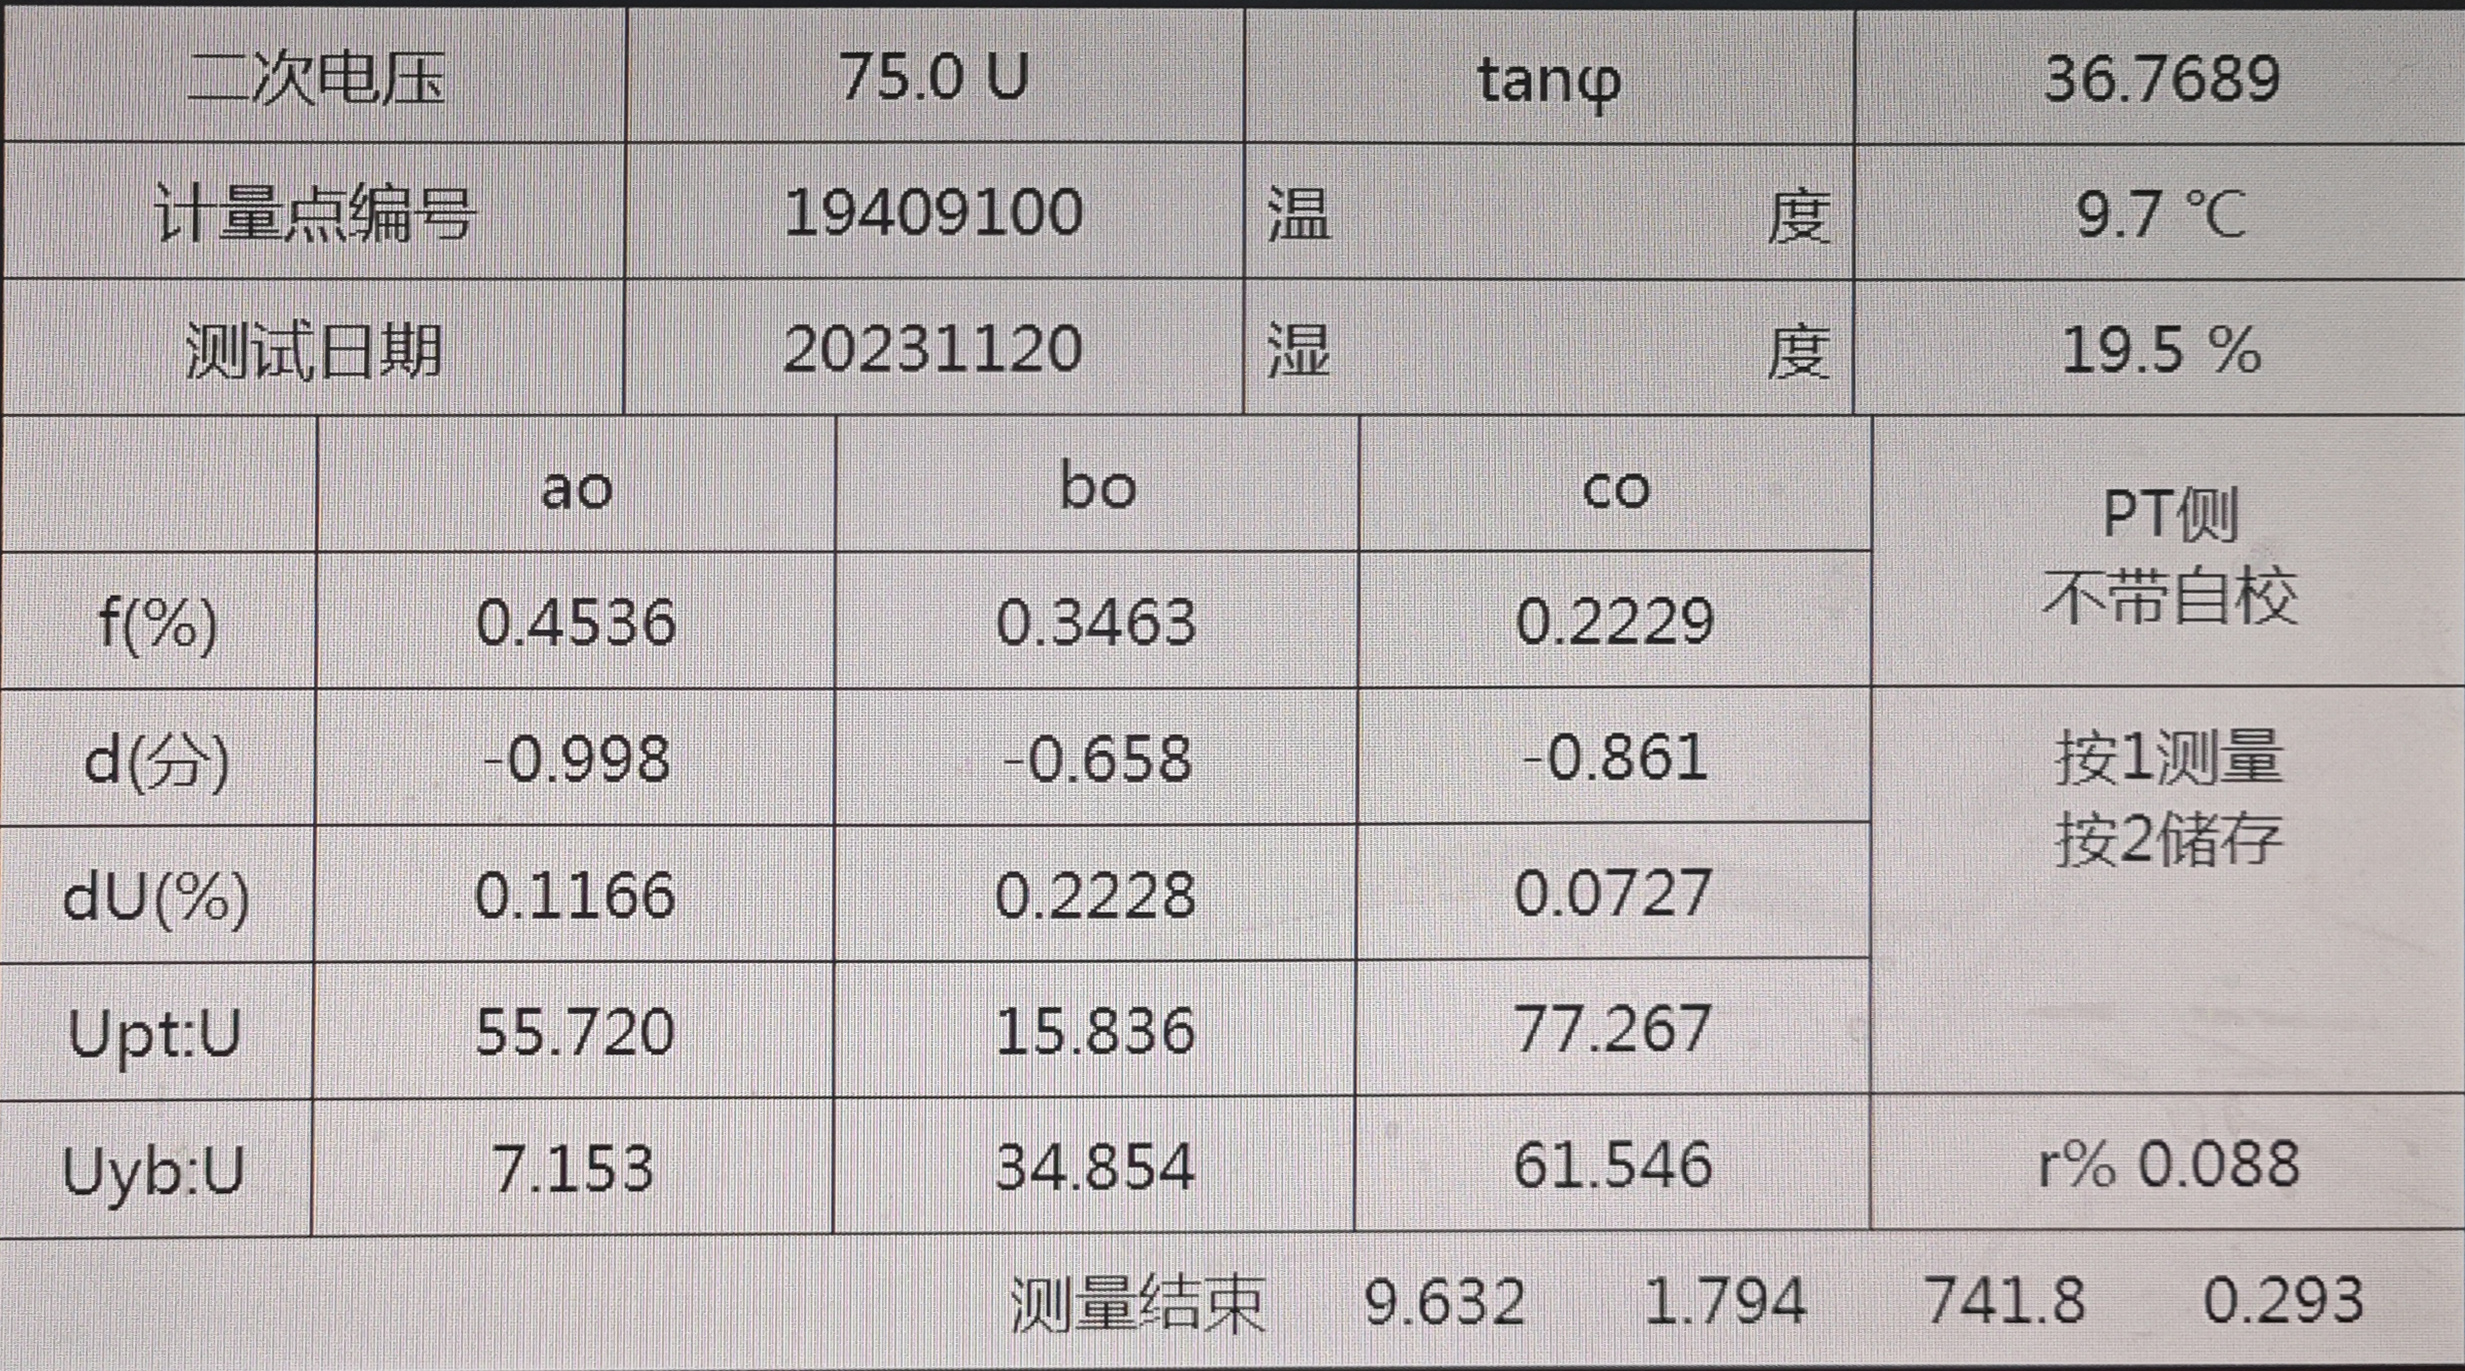 二次电压 75.0 U tanφ 36.7689
计量点编号 19409100 温 度 9.7 ℃
测试日期 20231120 湿 度 19.5 %
ao bo co PT侧
不带自校
f(%) 0.4536 0.3463 0.2229
d(分) -0.998 -0.658 -0.861 按1测量
按2储存
dU(%) 0.1166 0.2228 0.0727
Upt:U 55.720 15.836 77.267
Uyb:U 7.153 34.854 61.546 r% 0.088
测量结束 9.632 1.794 741.8 0.293